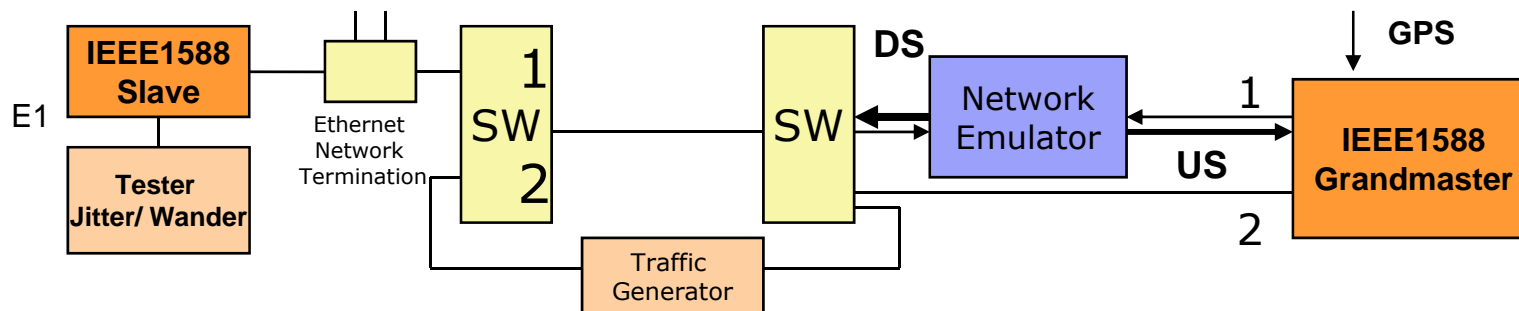 IEEE1588
Slave
E1
Tester
Jitter/ Wander
Ethernet
Network
Termination
1
SW
2
SW
Traffic
Generator
DS
Network
Emulator
US
1
2
GPS
IEEE1588
Grandmaster